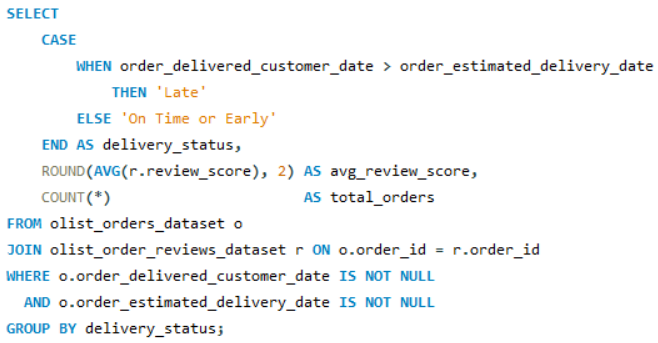 SELECT
    CASE
        WHEN order_delivered_customer_date > order_estimated_delivery_date
            THEN 'Late'
        ELSE 'On Time or Early'
    END AS delivery_status,
    ROUND(AVG(r.review_score), 2) AS avg_review_score,
    COUNT(*)                      AS total_orders
FROM olist_orders_dataset o
JOIN olist_order_reviews_dataset r ON o.order_id = r.order_id
WHERE o.order_delivered_customer_date IS NOT NULL
  AND o.order_estimated_delivery_date IS NOT NULL
GROUP BY delivery_status;